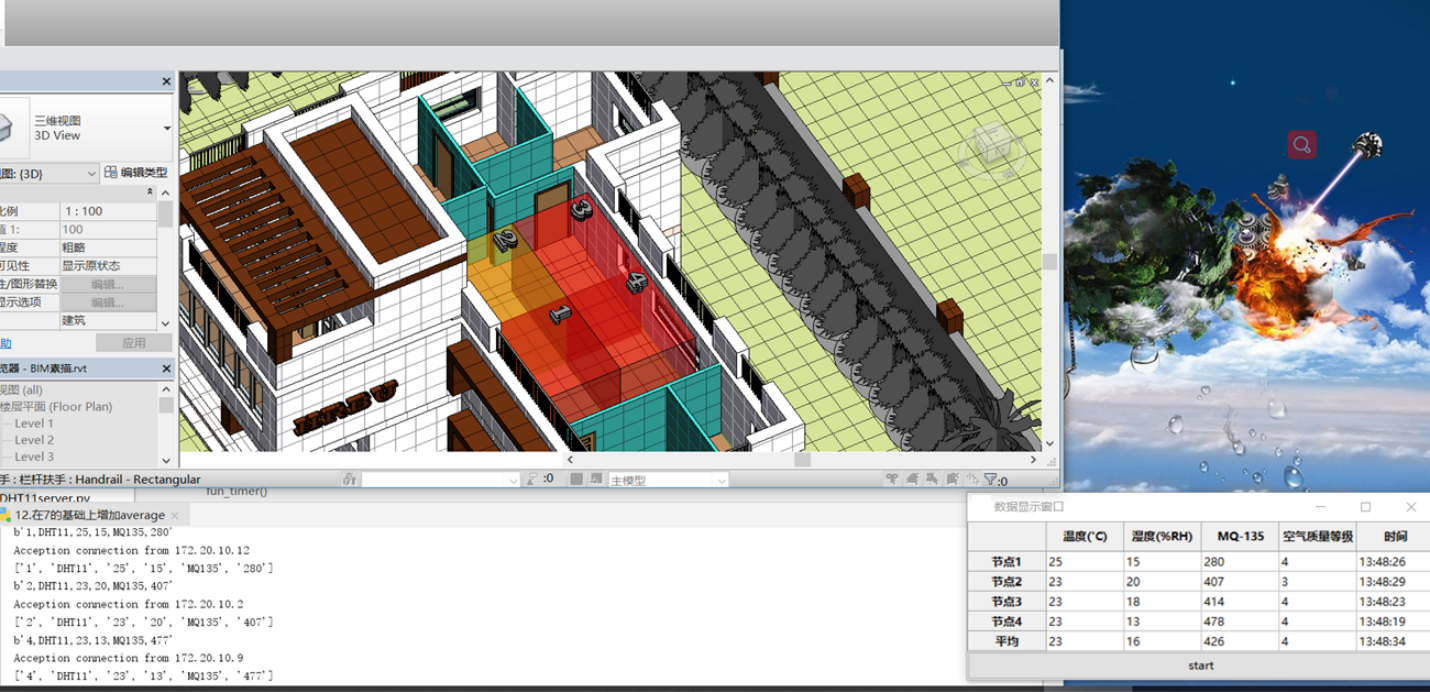 三维视图
3D View
图: {3D}
编辑类型
比例
1 : 100
值 1:
100
程度
粗略
可见性
显示原状态
性/图形替换
编辑...
显示选项
编辑...
建筑
助
应用
览器 - BIM素描.rvt
视图 (all)
楼层平面 (Floor Plan)
Level 1
Level 2
Level 3
2
3
4
1
HRBU
手 : 栏杆扶手 : Handrail - Rectangular
:0
主模型
:0
DHT11server.py
fun_timer()
12.在7的基础上增加average
b'1,DHT11,25,15,MQ135,280'
Acception connection from 172.20.10.12
['1', 'DHT11', '25', '15', 'MQ135', '280']
b'2,DHT11,23,20,MQ135,407'
Acception connection from 172.20.10.2
['2', 'DHT11', '23', '20', 'MQ135', '407']
b'4,DHT11,23,13,MQ135,477'
Acception connection from 172.20.10.9
['4', 'DHT11', '23', '13', 'MQ135', '477']
数据显示窗口
温度(°C) 湿度(%RH) MQ-135 空气质量等级 时间
节点1 25 15 280 4 13:48:26
节点2 23 20 407 3 13:48:29
节点3 23 18 414 4 13:48:23
节点4 23 13 478 4 13:48:19
平均 23 16 426 4 13:48:34
start